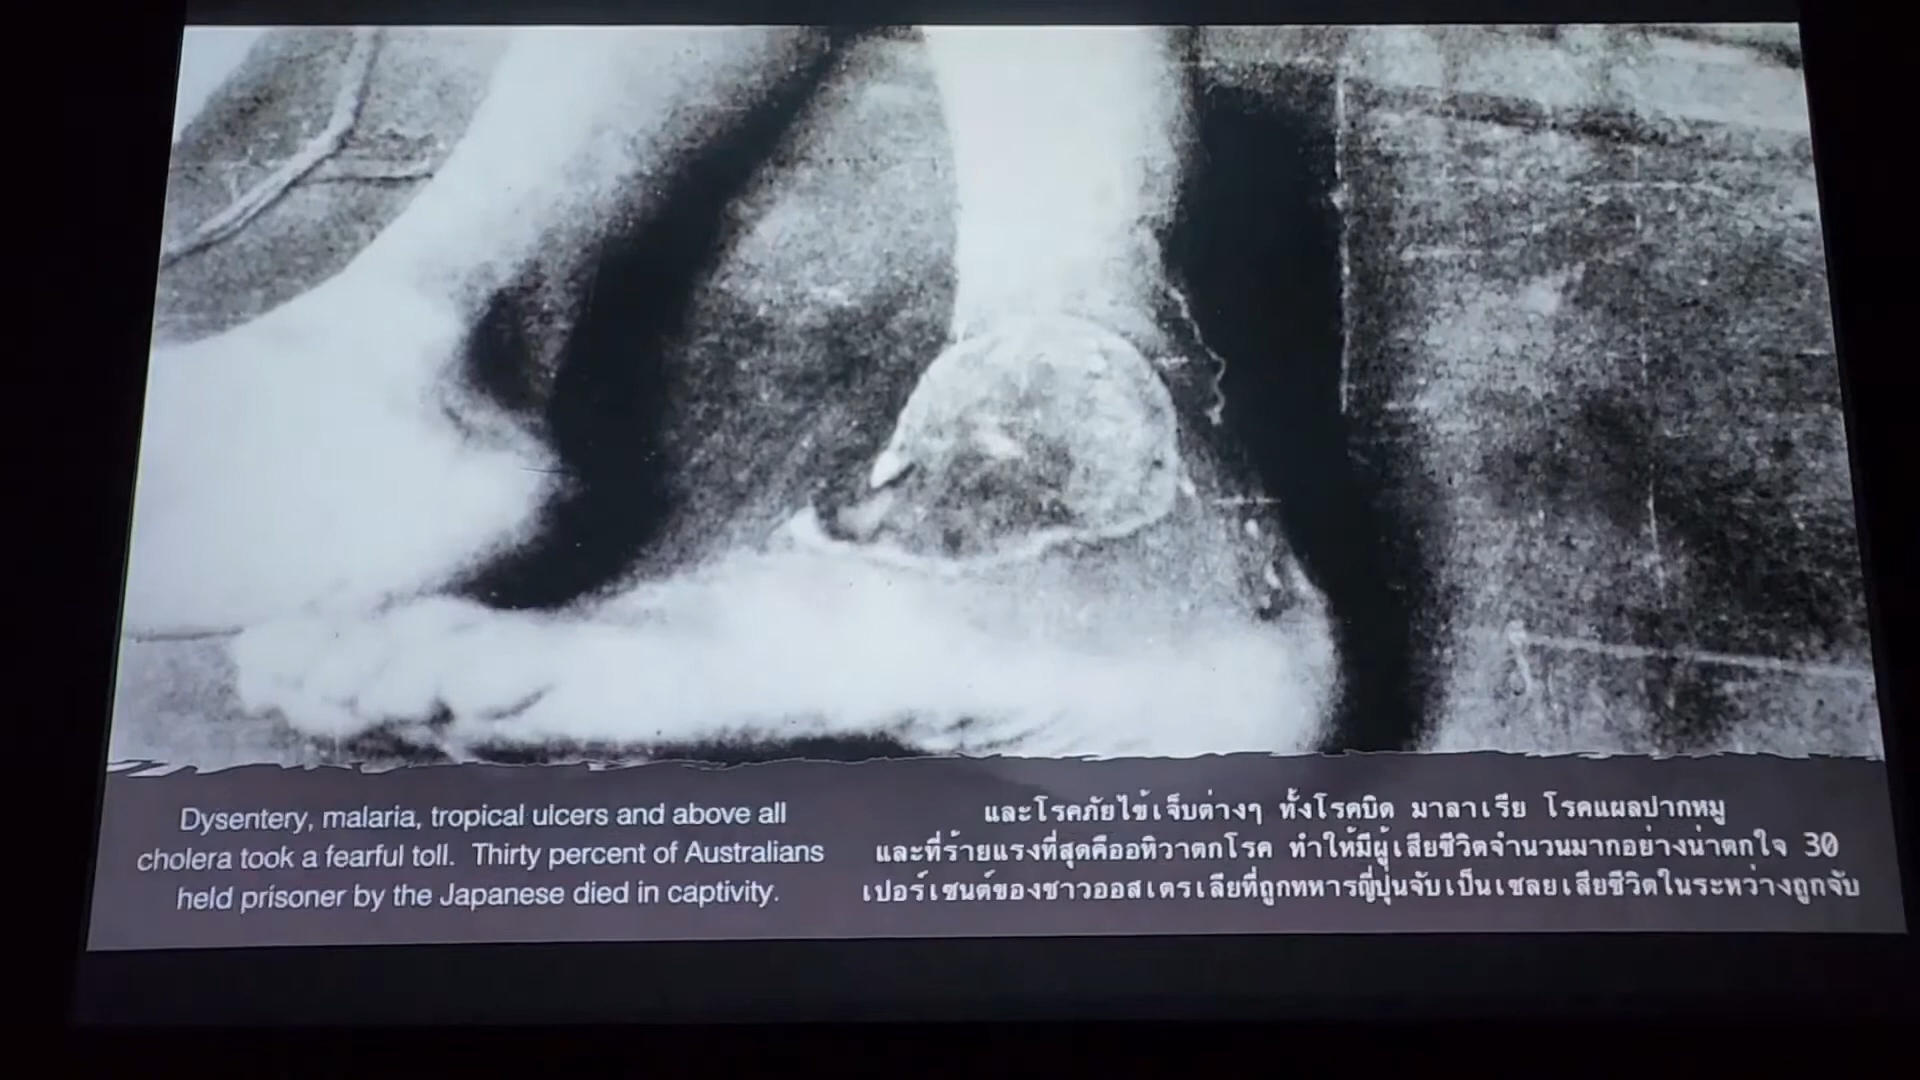 Dysentery, malaria, tropical ulcers and above all
cholera took a fearful toll. Thirty percent of Australians
held prisoner by the Japanese died in captivity.
และโรคภัยไข้เจ็บต่างๆ ทั้งโรคบิด มาลาเรีย โรคแผลปากหมู
และที่ร้ายแรงที่สุดคืออหิวาตกโรค ทำให้มีผู้เสียชีวิตจำนวนมากอย่างน่าตกใจ 30
เปอร์เซนต์ของชาวออสเตรเลียที่ถูกทหารญี่ปุ่นจับเป็นเชลยเสียชีวิตในระหว่างถูกจับ